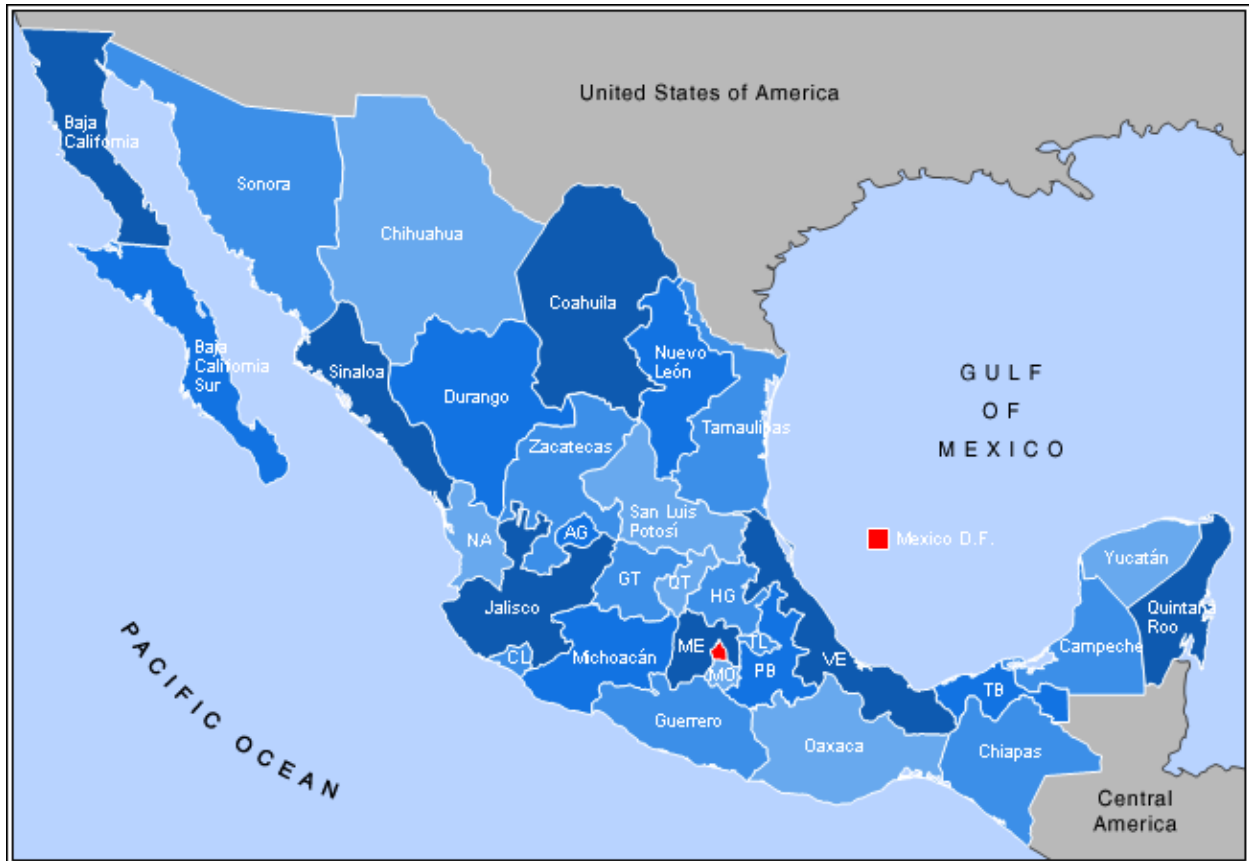 United States of America
Baja
California
Sonora
Chihuahua
Coahuila
Baja
California
Sur
Sinaloa
Durango
Nuevo
León
GULF
OF
MEXICO
Tamaulipas
Zacatecas
San Luis
Potosí
NA
AG
Mexico D.F.
Yucatán
GT
QT
HG
Jalisco
Quintana
Roo
CL
Michoacán
ME
TL
MO
PB
VE
Campeche
TB
PACIFIC OCEAN
Guerrero
Oaxaca
Chiapas
Central
America